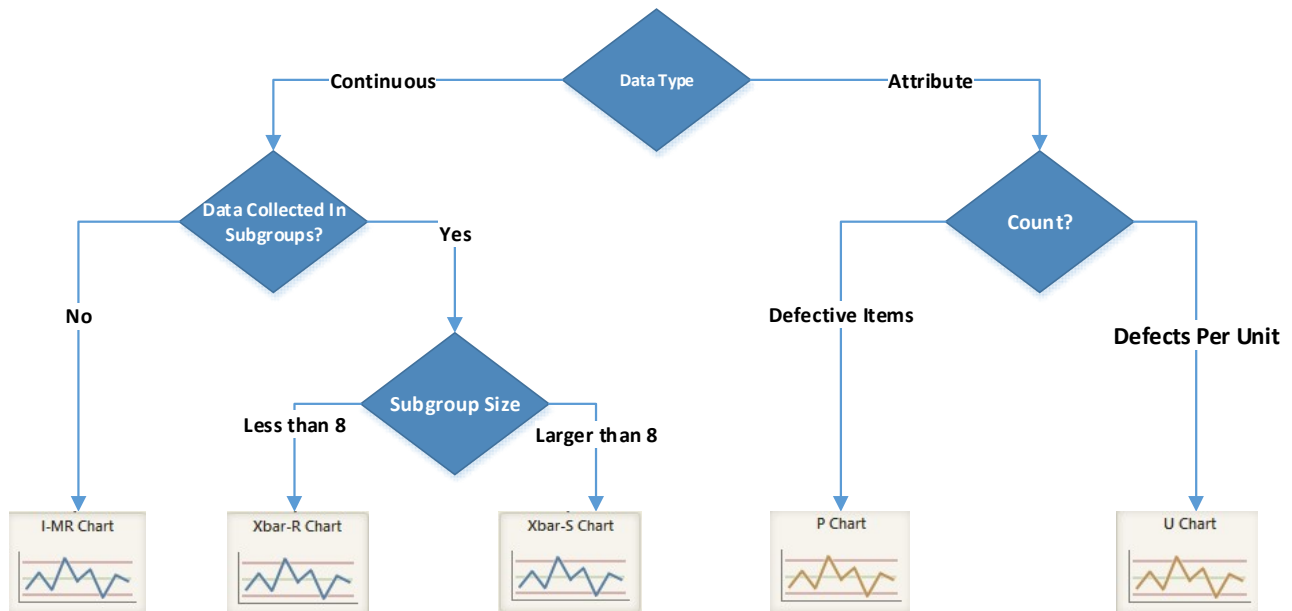 Data Type
Continuous
Attribute
Data Collected In
Subgroups?
Count?
Yes
No
Defective Items
Defects Per Unit
Subgroup Size
Less than 8
Larger than 8
I-MR Chart
Xbar-R Chart
Xbar-S Chart
P Chart
U Chart